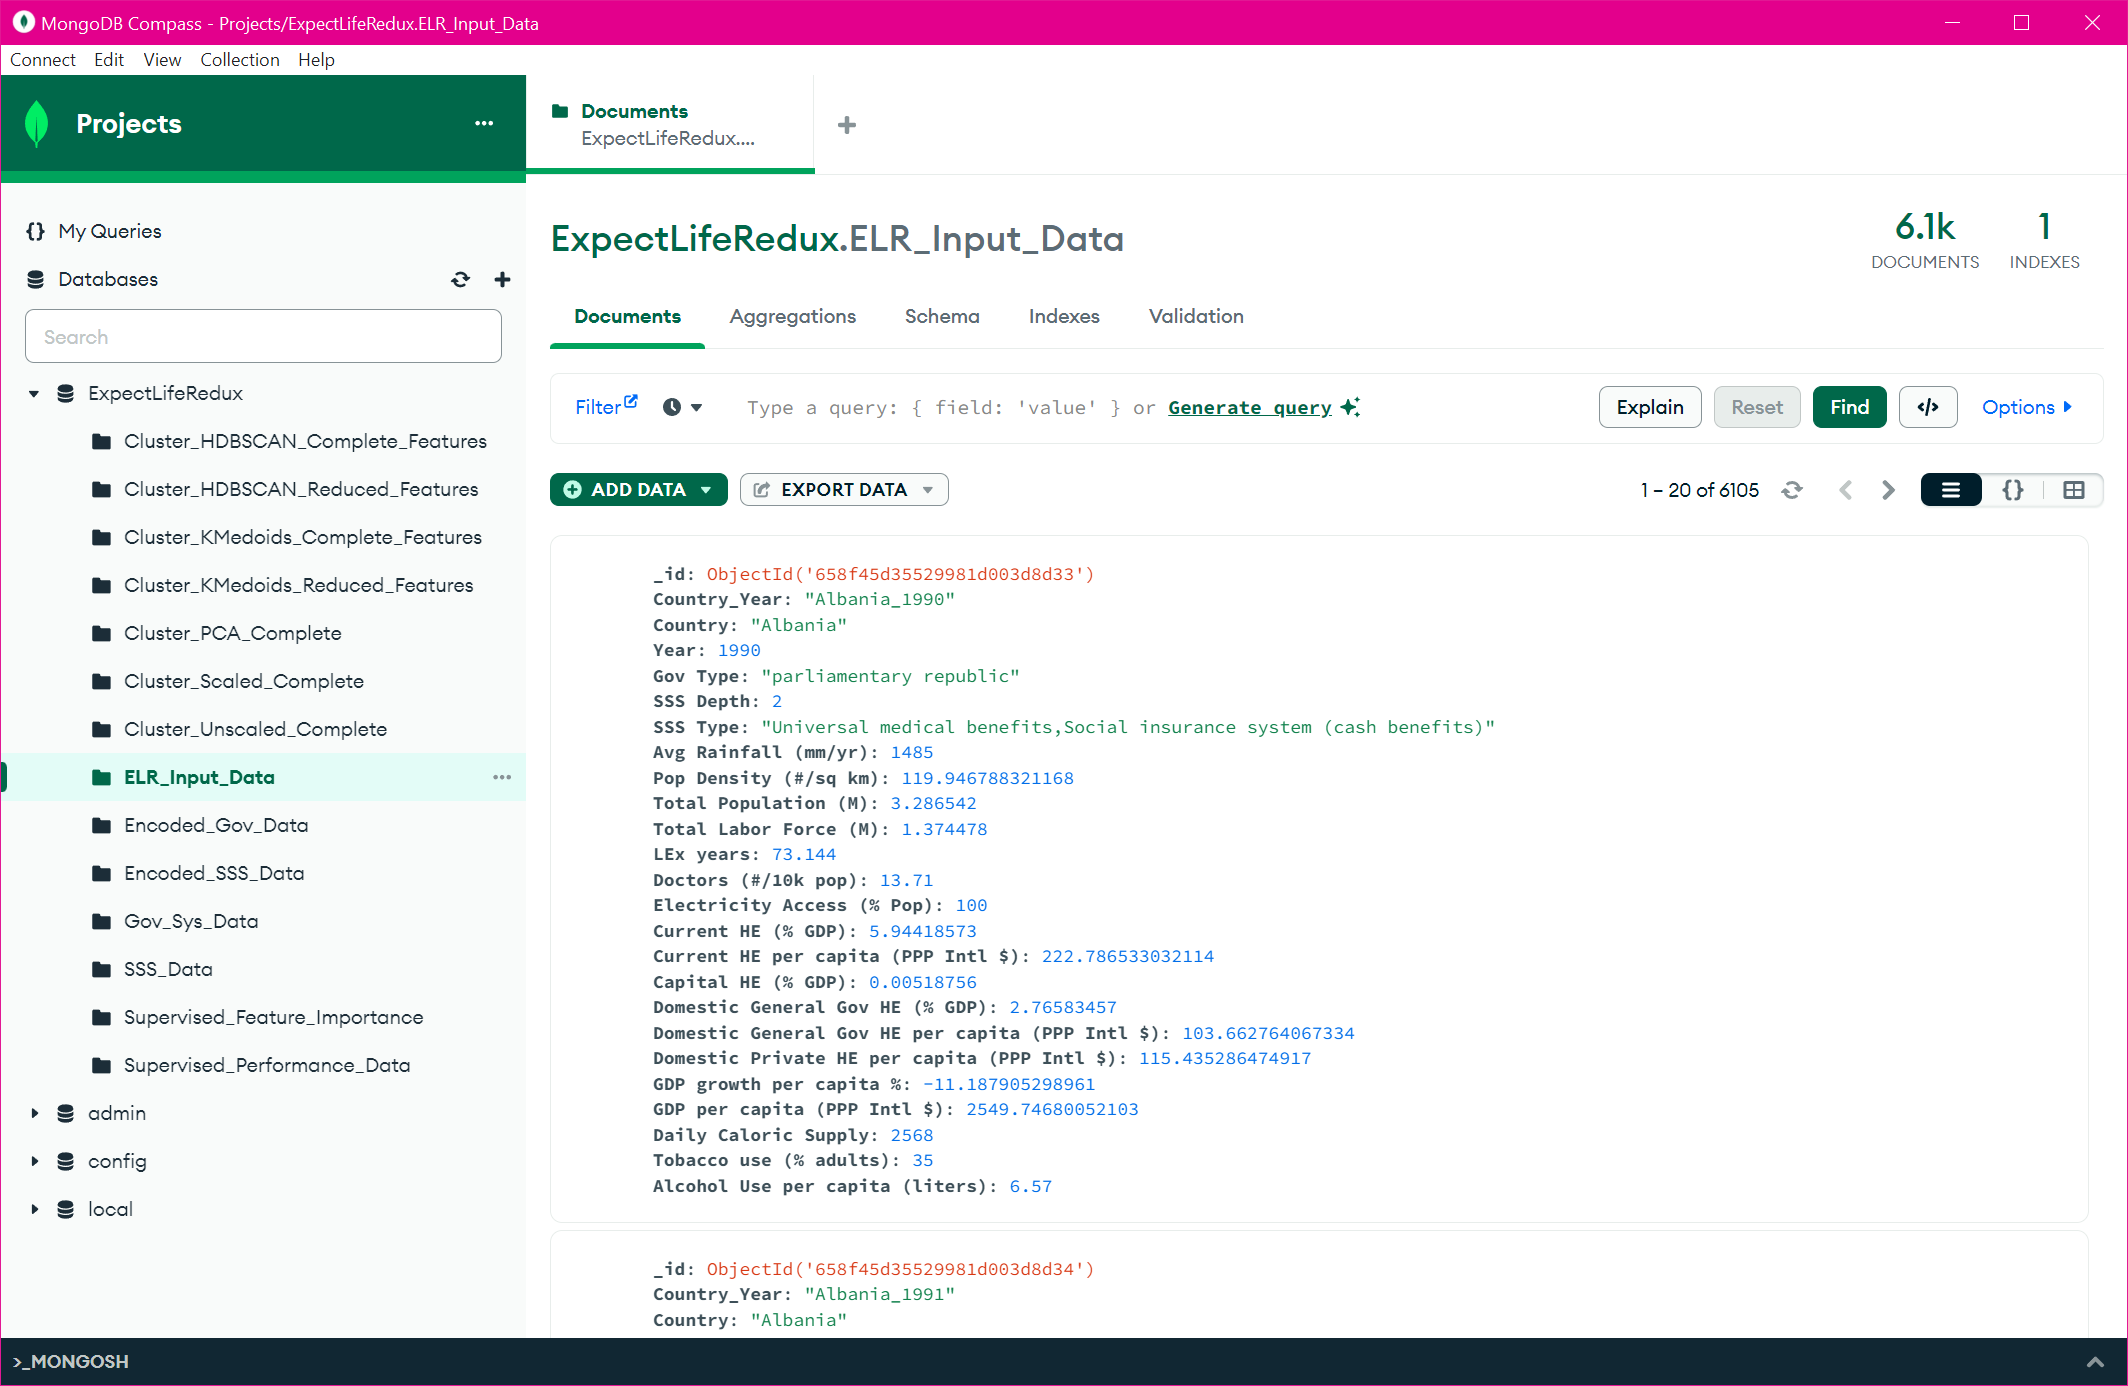 MongoDB Compass - Projects/ExpectLifeRedux.ELR_Input_Data
Connect Edit View Collection Help
Projects
Documents
ExpectLifeRedux....
My Queries
Databases
Search
ExpectLifeRedux
Cluster_HDBSCAN_Complete_Features
Cluster_HDBSCAN_Reduced_Features
Cluster_KMedoids_Complete_Features
Cluster_KMedoids_Reduced_Features
Cluster_PCA_Complete
Cluster_Scaled_Complete
Cluster_Unscaled_Complete
ELR_Input_Data
Encoded_Gov_Data
Encoded_SSS_Data
Gov_Sys_Data
SSS_Data
Supervised_Feature_Importance
Supervised_Performance_Data
admin
config
local
ExpectLifeRedux.ELR_Input_Data
6.1k
DOCUMENTS
1
INDEXES
Documents Aggregations Schema Indexes Validation
Filter Type a query: { field: 'value' } or Generate query Explain Reset Find </> Options
ADD DATA EXPORT DATA 1 – 20 of 6105 {}
_id: ObjectId('658f45d35529981d003d8d33')
Country_Year: "Albania_1990"
Country: "Albania"
Year: 1990
Gov Type: "parliamentary republic"
SSS Depth: 2
SSS Type: "Universal medical benefits,Social insurance system (cash benefits)"
Avg Rainfall (mm/yr): 1485
Pop Density (#/sq km): 119.946788321168
Total Population (M): 3.286542
Total Labor Force (M): 1.374478
LEx years: 73.144
Doctors (#/10k pop): 13.71
Electricity Access (% Pop): 100
Current HE (% GDP): 5.94418573
Current HE per capita (PPP Intl $): 222.786533032114
Capital HE (% GDP): 0.00518756
Domestic General Gov HE (% GDP): 2.76583457
Domestic General Gov HE per capita (PPP Intl $): 103.662764067334
Domestic Private HE per capita (PPP Intl $): 115.435286474917
GDP growth per capita %: -11.187905298961
GDP per capita (PPP Intl $): 2549.74680052103
Daily Caloric Supply: 2568
Tobacco use (% adults): 35
Alcohol Use per capita (liters): 6.57
_id: ObjectId('658f45d35529981d003d8d34')
Country_Year: "Albania_1991"
Country: "Albania"
>_MONGOSH